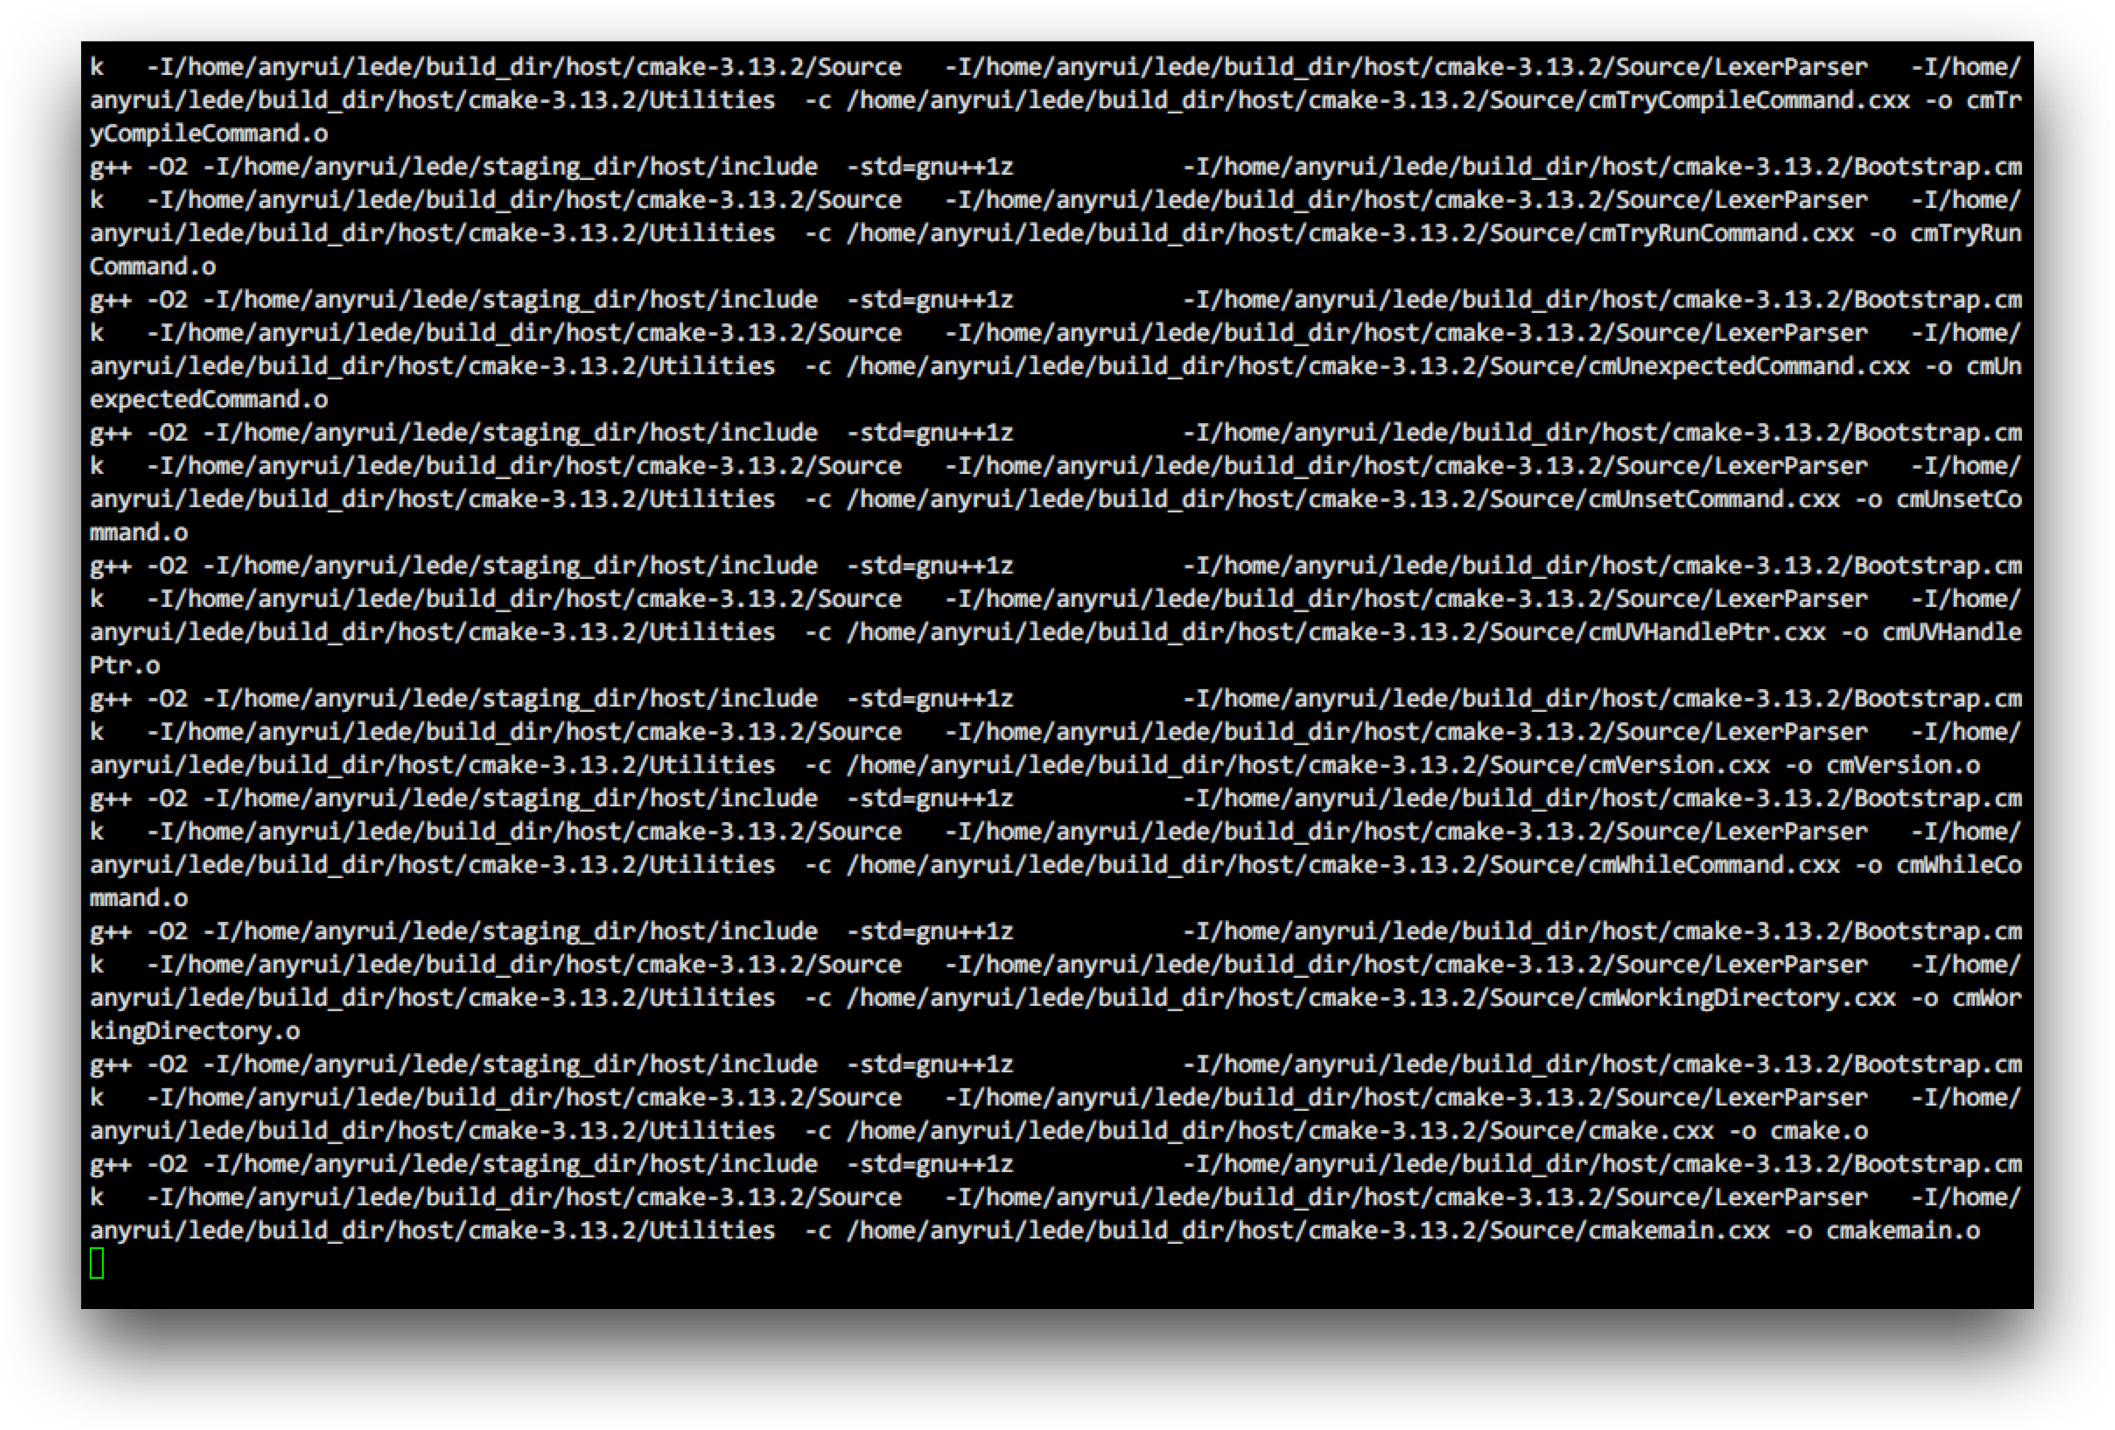 k   -I/home/anyrui/lede/build_dir/host/cmake-3.13.2/Source   -I/home/anyrui/lede/build_dir/host/cmake-3.13.2/Source/LexerParser   -I/home/
anyrui/lede/build_dir/host/cmake-3.13.2/Utilities  -c /home/anyrui/lede/build_dir/host/cmake-3.13.2/Source/cmTryCompileCommand.cxx -o cmTr
yCompileCommand.o
g++ -O2 -I/home/anyrui/lede/staging_dir/host/include  -std=gnu++1z            -I/home/anyrui/lede/build_dir/host/cmake-3.13.2/Bootstrap.cm
k   -I/home/anyrui/lede/build_dir/host/cmake-3.13.2/Source   -I/home/anyrui/lede/build_dir/host/cmake-3.13.2/Source/LexerParser   -I/home/
anyrui/lede/build_dir/host/cmake-3.13.2/Utilities  -c /home/anyrui/lede/build_dir/host/cmake-3.13.2/Source/cmTryRunCommand.cxx -o cmTryRun
Command.o
g++ -O2 -I/home/anyrui/lede/staging_dir/host/include  -std=gnu++1z            -I/home/anyrui/lede/build_dir/host/cmake-3.13.2/Bootstrap.cm
k   -I/home/anyrui/lede/build_dir/host/cmake-3.13.2/Source   -I/home/anyrui/lede/build_dir/host/cmake-3.13.2/Source/LexerParser   -I/home/
anyrui/lede/build_dir/host/cmake-3.13.2/Utilities  -c /home/anyrui/lede/build_dir/host/cmake-3.13.2/Source/cmUnexpectedCommand.cxx -o cmUn
expectedCommand.o
g++ -O2 -I/home/anyrui/lede/staging_dir/host/include  -std=gnu++1z            -I/home/anyrui/lede/build_dir/host/cmake-3.13.2/Bootstrap.cm
k   -I/home/anyrui/lede/build_dir/host/cmake-3.13.2/Source   -I/home/anyrui/lede/build_dir/host/cmake-3.13.2/Source/LexerParser   -I/home/
anyrui/lede/build_dir/host/cmake-3.13.2/Utilities  -c /home/anyrui/lede/build_dir/host/cmake-3.13.2/Source/cmUnsetCommand.cxx -o cmUnsetCo
mmand.o
g++ -O2 -I/home/anyrui/lede/staging_dir/host/include  -std=gnu++1z            -I/home/anyrui/lede/build_dir/host/cmake-3.13.2/Bootstrap.cm
k   -I/home/anyrui/lede/build_dir/host/cmake-3.13.2/Source   -I/home/anyrui/lede/build_dir/host/cmake-3.13.2/Source/LexerParser   -I/home/
anyrui/lede/build_dir/host/cmake-3.13.2/Utilities  -c /home/anyrui/lede/build_dir/host/cmake-3.13.2/Source/cmUVHandlePtr.cxx -o cmUVHandle
Ptr.o
g++ -O2 -I/home/anyrui/lede/staging_dir/host/include  -std=gnu++1z            -I/home/anyrui/lede/build_dir/host/cmake-3.13.2/Bootstrap.cm
k   -I/home/anyrui/lede/build_dir/host/cmake-3.13.2/Source   -I/home/anyrui/lede/build_dir/host/cmake-3.13.2/Source/LexerParser   -I/home/
anyrui/lede/build_dir/host/cmake-3.13.2/Utilities  -c /home/anyrui/lede/build_dir/host/cmake-3.13.2/Source/cmVersion.cxx -o cmVersion.o
g++ -O2 -I/home/anyrui/lede/staging_dir/host/include  -std=gnu++1z            -I/home/anyrui/lede/build_dir/host/cmake-3.13.2/Bootstrap.cm
k   -I/home/anyrui/lede/build_dir/host/cmake-3.13.2/Source   -I/home/anyrui/lede/build_dir/host/cmake-3.13.2/Source/LexerParser   -I/home/
anyrui/lede/build_dir/host/cmake-3.13.2/Utilities  -c /home/anyrui/lede/build_dir/host/cmake-3.13.2/Source/cmWhileCommand.cxx -o cmWhileCo
mmand.o
g++ -O2 -I/home/anyrui/lede/staging_dir/host/include  -std=gnu++1z            -I/home/anyrui/lede/build_dir/host/cmake-3.13.2/Bootstrap.cm
k   -I/home/anyrui/lede/build_dir/host/cmake-3.13.2/Source   -I/home/anyrui/lede/build_dir/host/cmake-3.13.2/Source/LexerParser   -I/home/
anyrui/lede/build_dir/host/cmake-3.13.2/Utilities  -c /home/anyrui/lede/build_dir/host/cmake-3.13.2/Source/cmWorkingDirectory.cxx -o cmWor
kingDirectory.o
g++ -O2 -I/home/anyrui/lede/staging_dir/host/include  -std=gnu++1z            -I/home/anyrui/lede/build_dir/host/cmake-3.13.2/Bootstrap.cm
k   -I/home/anyrui/lede/build_dir/host/cmake-3.13.2/Source   -I/home/anyrui/lede/build_dir/host/cmake-3.13.2/Source/LexerParser   -I/home/
anyrui/lede/build_dir/host/cmake-3.13.2/Utilities  -c /home/anyrui/lede/build_dir/host/cmake-3.13.2/Source/cmake.cxx -o cmake.o
g++ -O2 -I/home/anyrui/lede/staging_dir/host/include  -std=gnu++1z            -I/home/anyrui/lede/build_dir/host/cmake-3.13.2/Bootstrap.cm
k   -I/home/anyrui/lede/build_dir/host/cmake-3.13.2/Source   -I/home/anyrui/lede/build_dir/host/cmake-3.13.2/Source/LexerParser   -I/home/
anyrui/lede/build_dir/host/cmake-3.13.2/Utilities  -c /home/anyrui/lede/build_dir/host/cmake-3.13.2/Source/cmakemain.cxx -o cmakemain.o